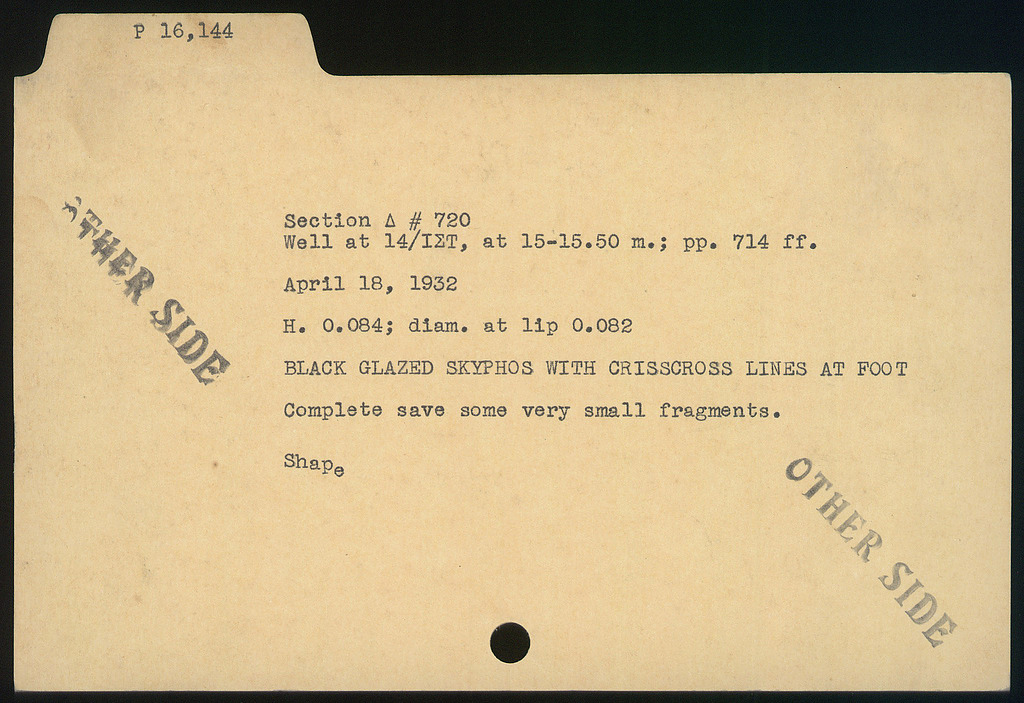 P 16,144
Section Δ # 720
Well at 14/ΙΣΤ, at 15-15.50 m.; pp. 714 ff.
April 18, 1932
H. 0.084; diam. at lip 0.082
BLACK GLAZED SKYPHOS WITH CRISSCROSS LINES AT FOOT
Complete save some very small fragments.
Shape
OTHER SIDE
OTHER SIDE